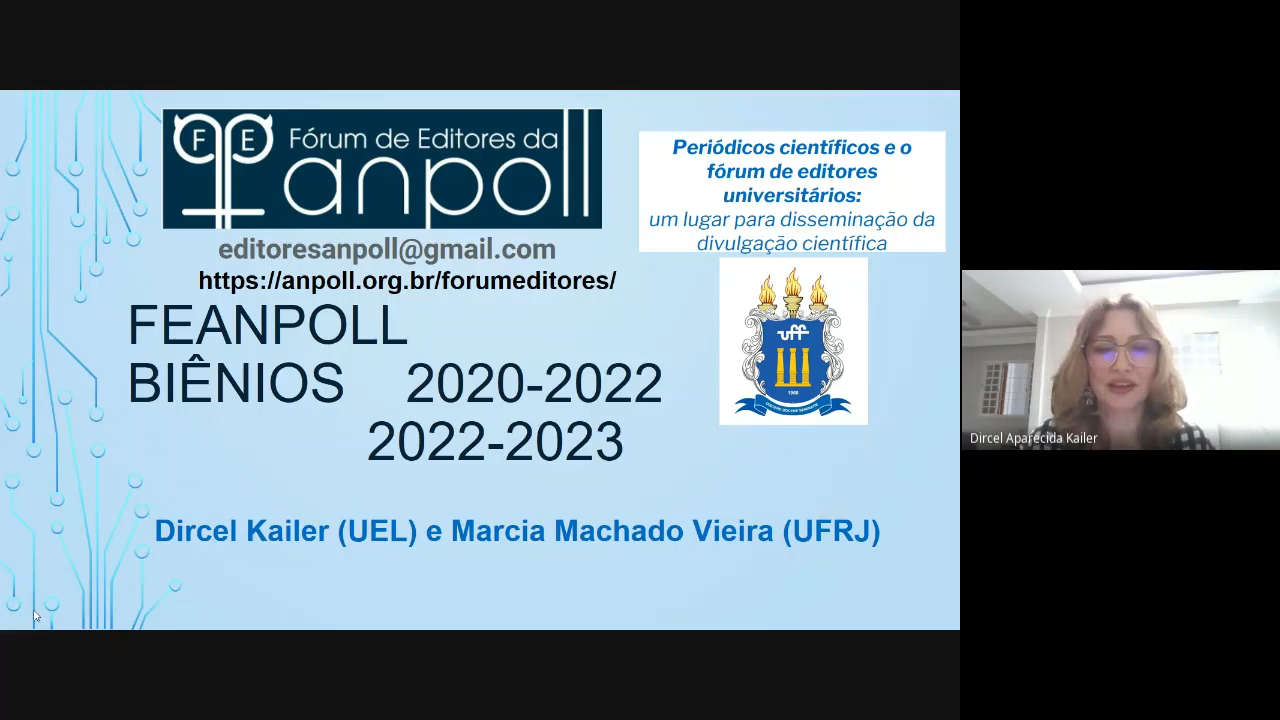 F E Fórum de Editores da
anpoll
editoresanpoll@gmail.com
https://anpoll.org.br/forumeditores/
FEANPOLL
BIÊNIOS 2020-2022
2022-2023
Dircel Kailer (UEL) e Marcia Machado Vieira (UFRJ)
Periódicos científicos e o
fórum de editores
universitários:
um lugar para disseminação da
divulgação científica
uff
1960
Dircel Aparecida Kailer